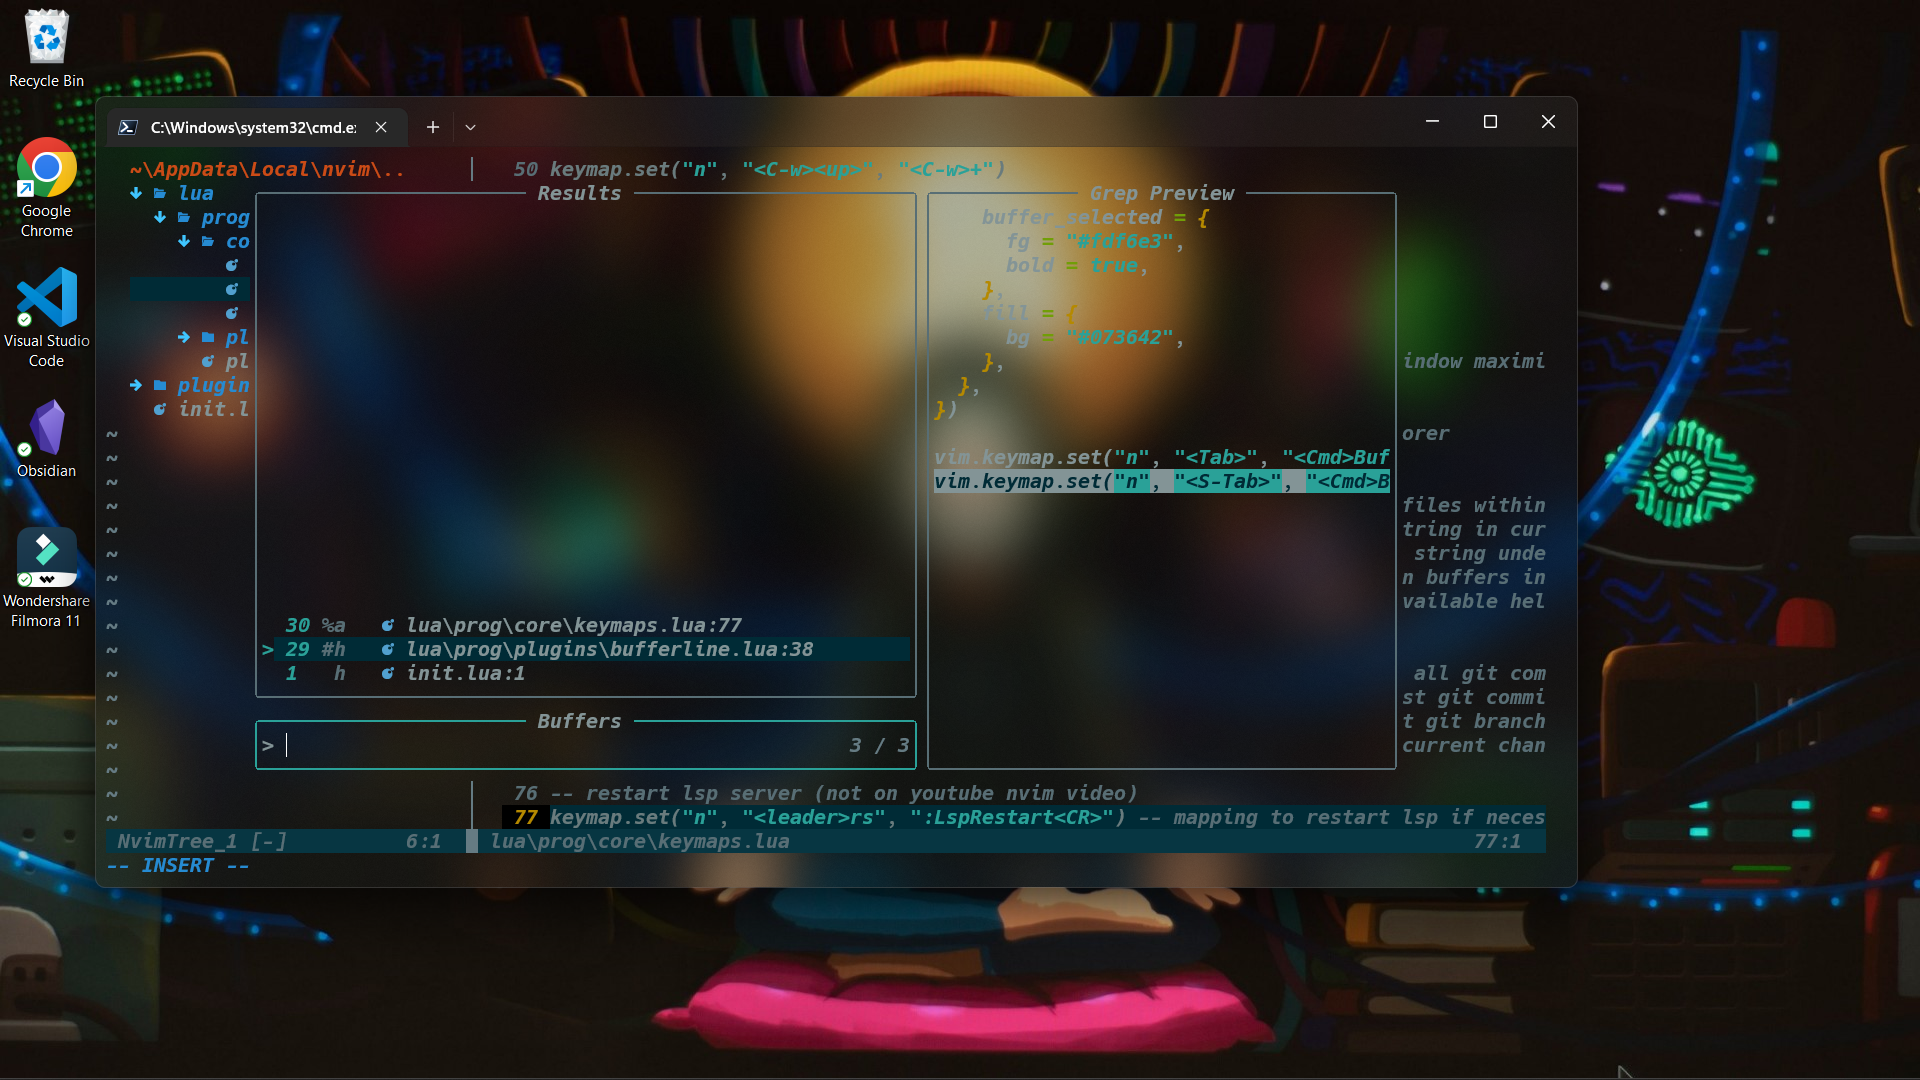 Recycle Bin
Google
Chrome
Visual Studio
Code
Obsidian
Wondershare
Filmora 11
C:\Windows\system32\cmd.e
~\AppData\Local\nvim\..
lua
prog
co
pl
pl
plugin
init.l
50 keymap.set("n", "<C-w><up>", "<C-w>+")
Results
30 %a lua\prog\core\keymaps.lua:77
> 29 #h lua\prog\plugins\bufferline.lua:38
1 h init.lua:1
Buffers
> 3 / 3
Grep Preview
buffer_selected = {
fg = "#fdf6e3",
bold = true,
},
fill = {
bg = "#073642",
},
},
})
vim.keymap.set("n", "<Tab>", "<Cmd>Buf
vim.keymap.set("n", "<S-Tab>", "<Cmd>B
indow maximi
orer
files within
tring in cur
string unde
n buffers in
vailable hel
all git com
st git commi
t git branch
current chan
76 -- restart lsp server (not on youtube nvim video)
77 keymap.set("n", "<leader>rs", ":LspRestart<CR>") -- mapping to restart lsp if neces
NvimTree_1 [-] 6:1 lua\prog\core\keymaps.lua 77:1
-- INSERT --